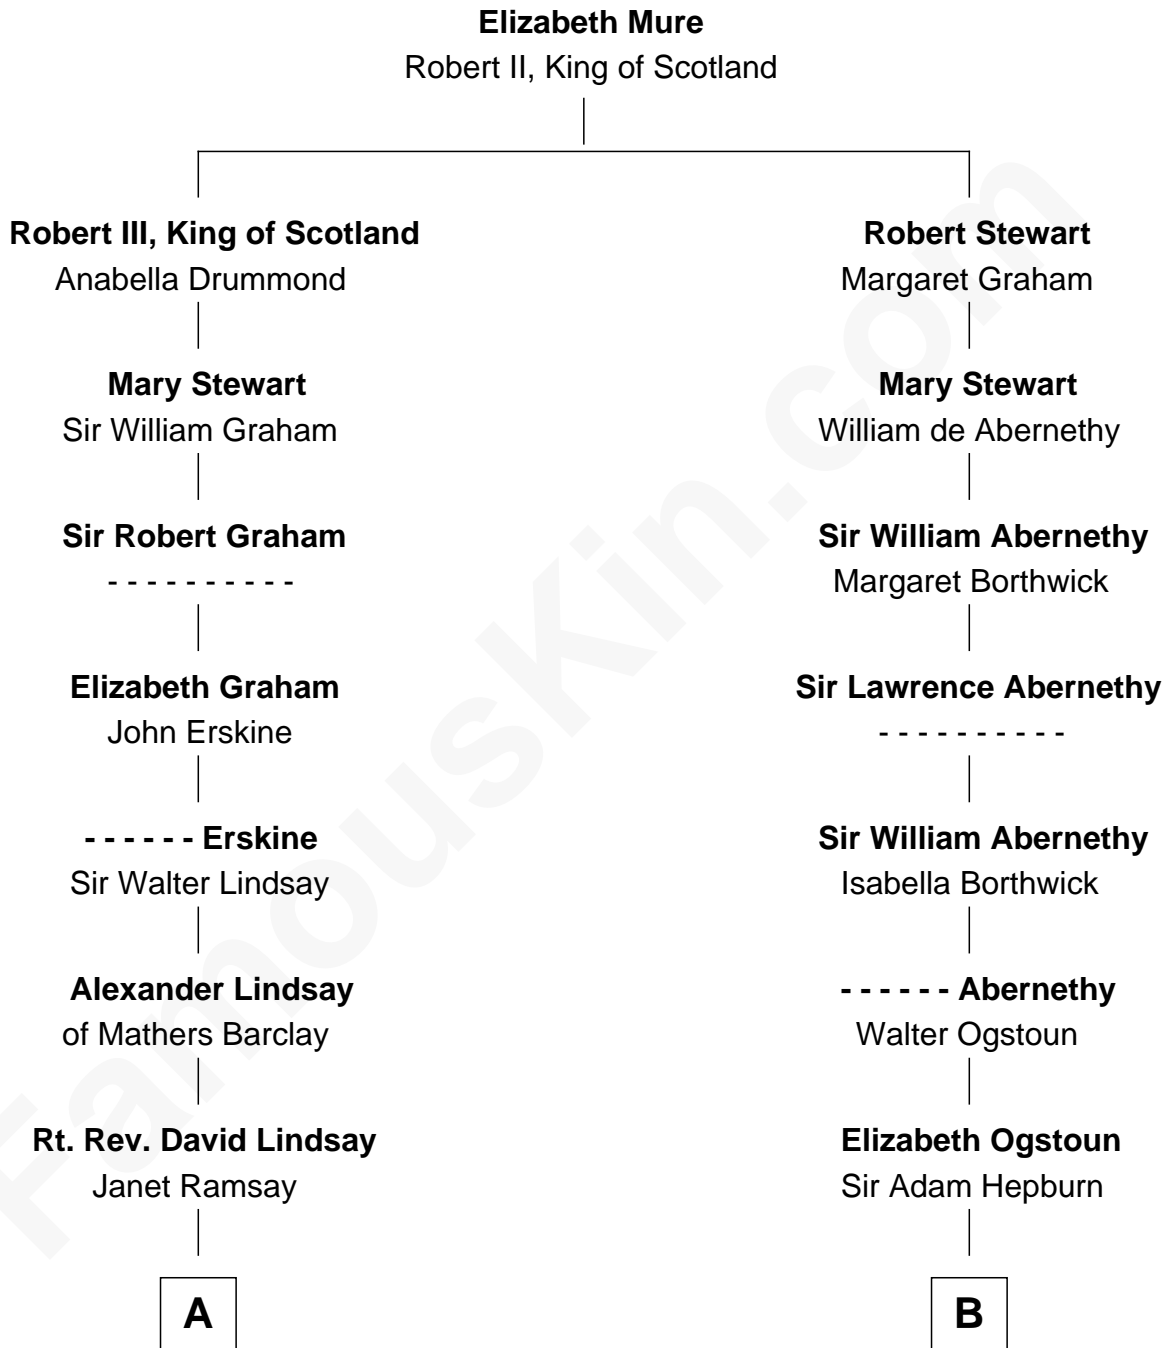 Elizabeth Mure
Robert II, King of Scotland
Robert III, King of Scotland
Anabella Drummond
Robert Stewart
Margaret Graham
Mary Stewart
Sir William Graham
Mary Stewart
William de Abernethy
Sir Robert Graham
- - - - - - - - - -
Sir William Abernethy
Margaret Borthwick
Elizabeth Graham
John Erskine
Sir Lawrence Abernethy
- - - - - - - - - -
- - - - - - Erskine
Sir Walter Lindsay
Sir William Abernethy
Isabella Borthwick
Alexander Lindsay
of Mathers Barclay
- - - - - - Abernethy
Walter Ogstoun
Rt. Rev. David Lindsay
Janet Ramsay
Elizabeth Ogstoun
Sir Adam Hepburn
A
B
FamousKin.com